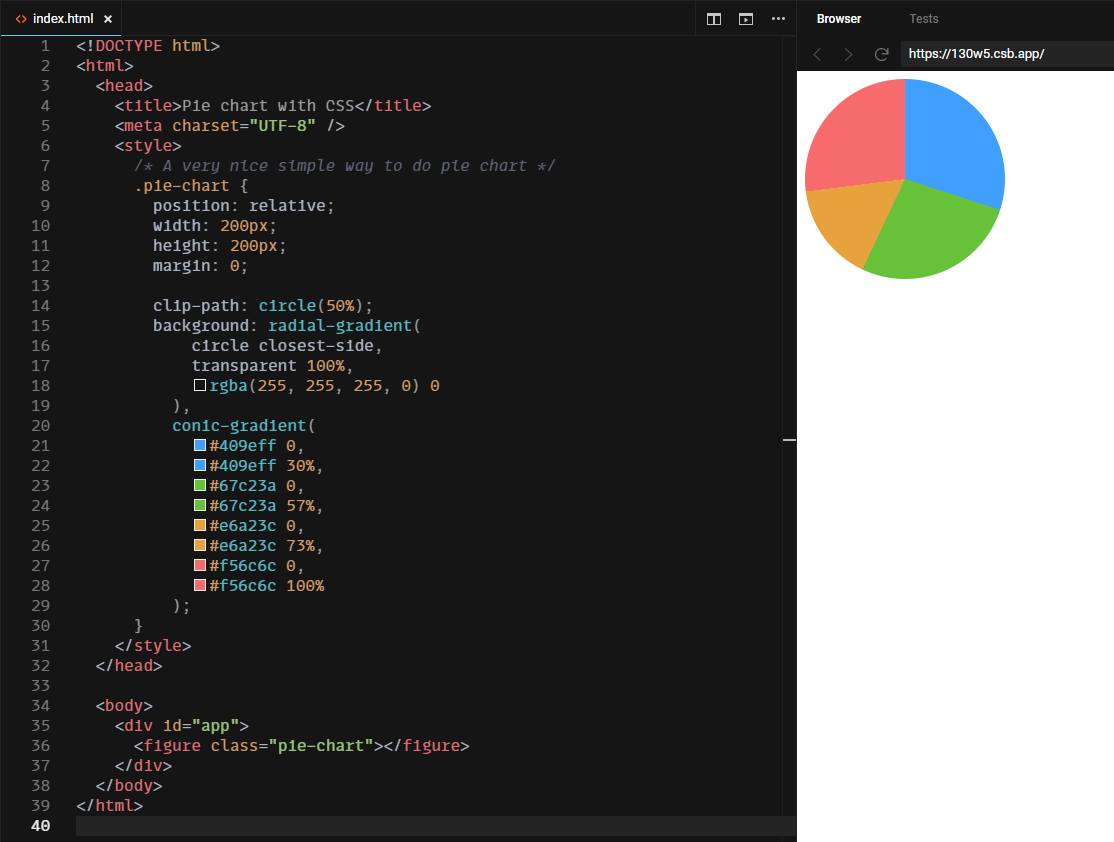 index.html
Browser
Tests
https://130w5.csb.app/
1 <!DOCTYPE html>
2 <html>
3   <head>
4     <title>Pie chart with CSS</title>
5     <meta charset="UTF-8" />
6     <style>
7       /* A very nice simple way to do pie chart */
8       .pie-chart {
9         position: relative;
10         width: 200px;
11         height: 200px;
12         margin: 0;
13
14         clip-path: circle(50%);
15         background: radial-gradient(
16             circle closest-side,
17             transparent 100%,
18             rgba(255, 255, 255, 0) 0
19           ),
20           conic-gradient(
21             #409eff 0,
22             #409eff 30%,
23             #67c23a 0,
24             #67c23a 57%,
25             #e6a23c 0,
26             #e6a23c 73%,
27             #f56c6c 0,
28             #f56c6c 100%
29           );
30       }
31     </style>
32   </head>
33
34   <body>
35     <div id="app">
36       <figure class="pie-chart"></figure>
37     </div>
38   </body>
39 </html>
40